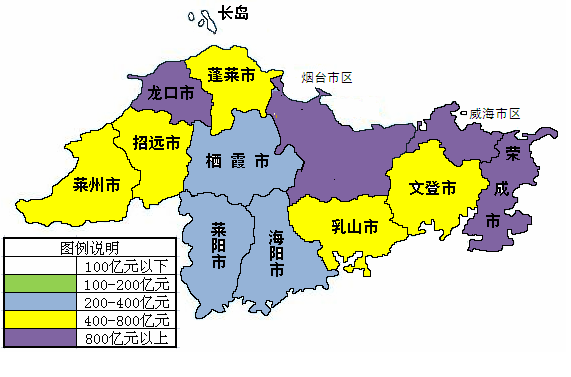 长岛
蓬莱市
烟台市区
龙口市
威海市区
招远市
荣成市
栖霞市
莱州市
文登市
莱阳市
海阳市
乳山市
图例说明
100亿元以下
100-200亿元
200-400亿元
400-800亿元
800亿元以上